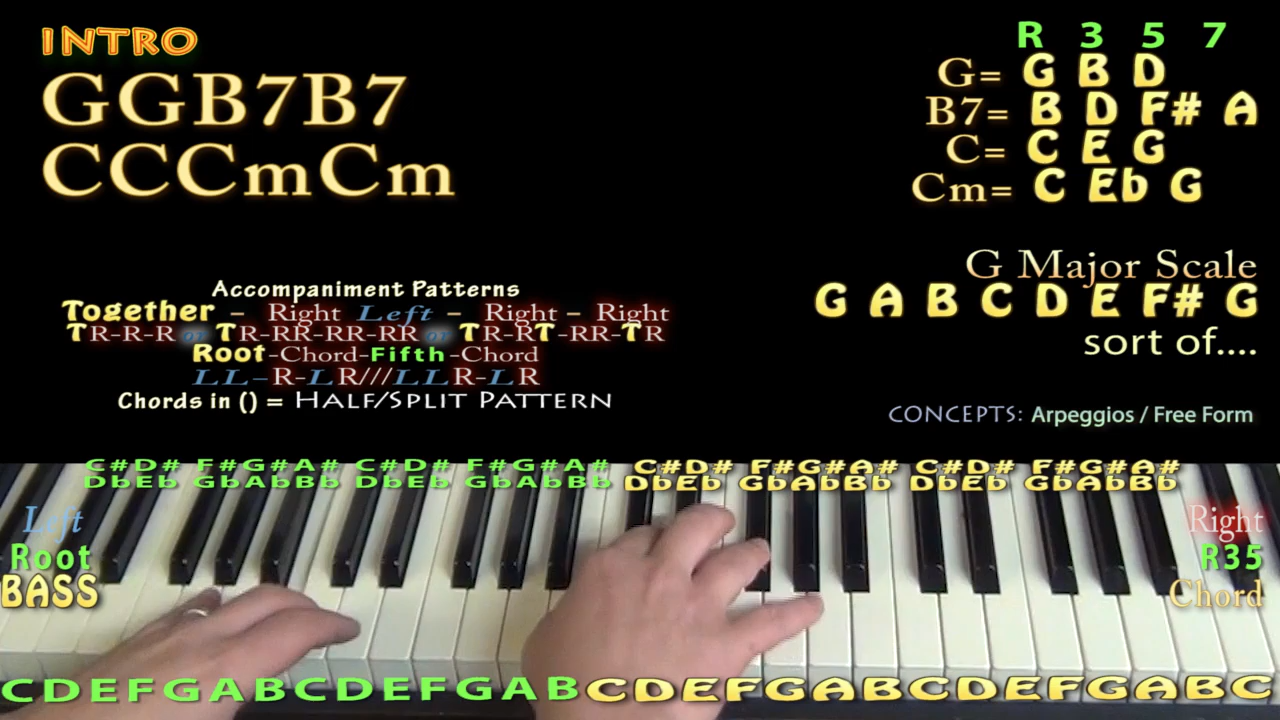 INTRO
GGB7B7
CCCmCm
R 3 5 7
G= G B D
B7= B D F# A
C= C E G
Cm= C Eb G
G Major Scale
G A B C D E F# G
sort of....
CONCEPTS: Arpeggios / Free Form
Accompaniment Patterns
Together - Right Left - Right - Right
TR-R-R or TR-RR-RR-RR or TR-RT-RR-TR
Root-Chord-Fifth-Chord
LL-R-LR///LLR-LR
Chords in () = HALF/SPLIT PATTERN
C#D# F#G#A# C#D# F#G#A# C#D# F#G#A# C#D# F#G#A#
DbEb GbAbBb DbEb GbAbBb DbEb GbAbBb DbEb GbAbBb
Left
Root
BASS
Right
R35
Chord
CDEFGABCDEFGABCDEFGABCDEFGABC